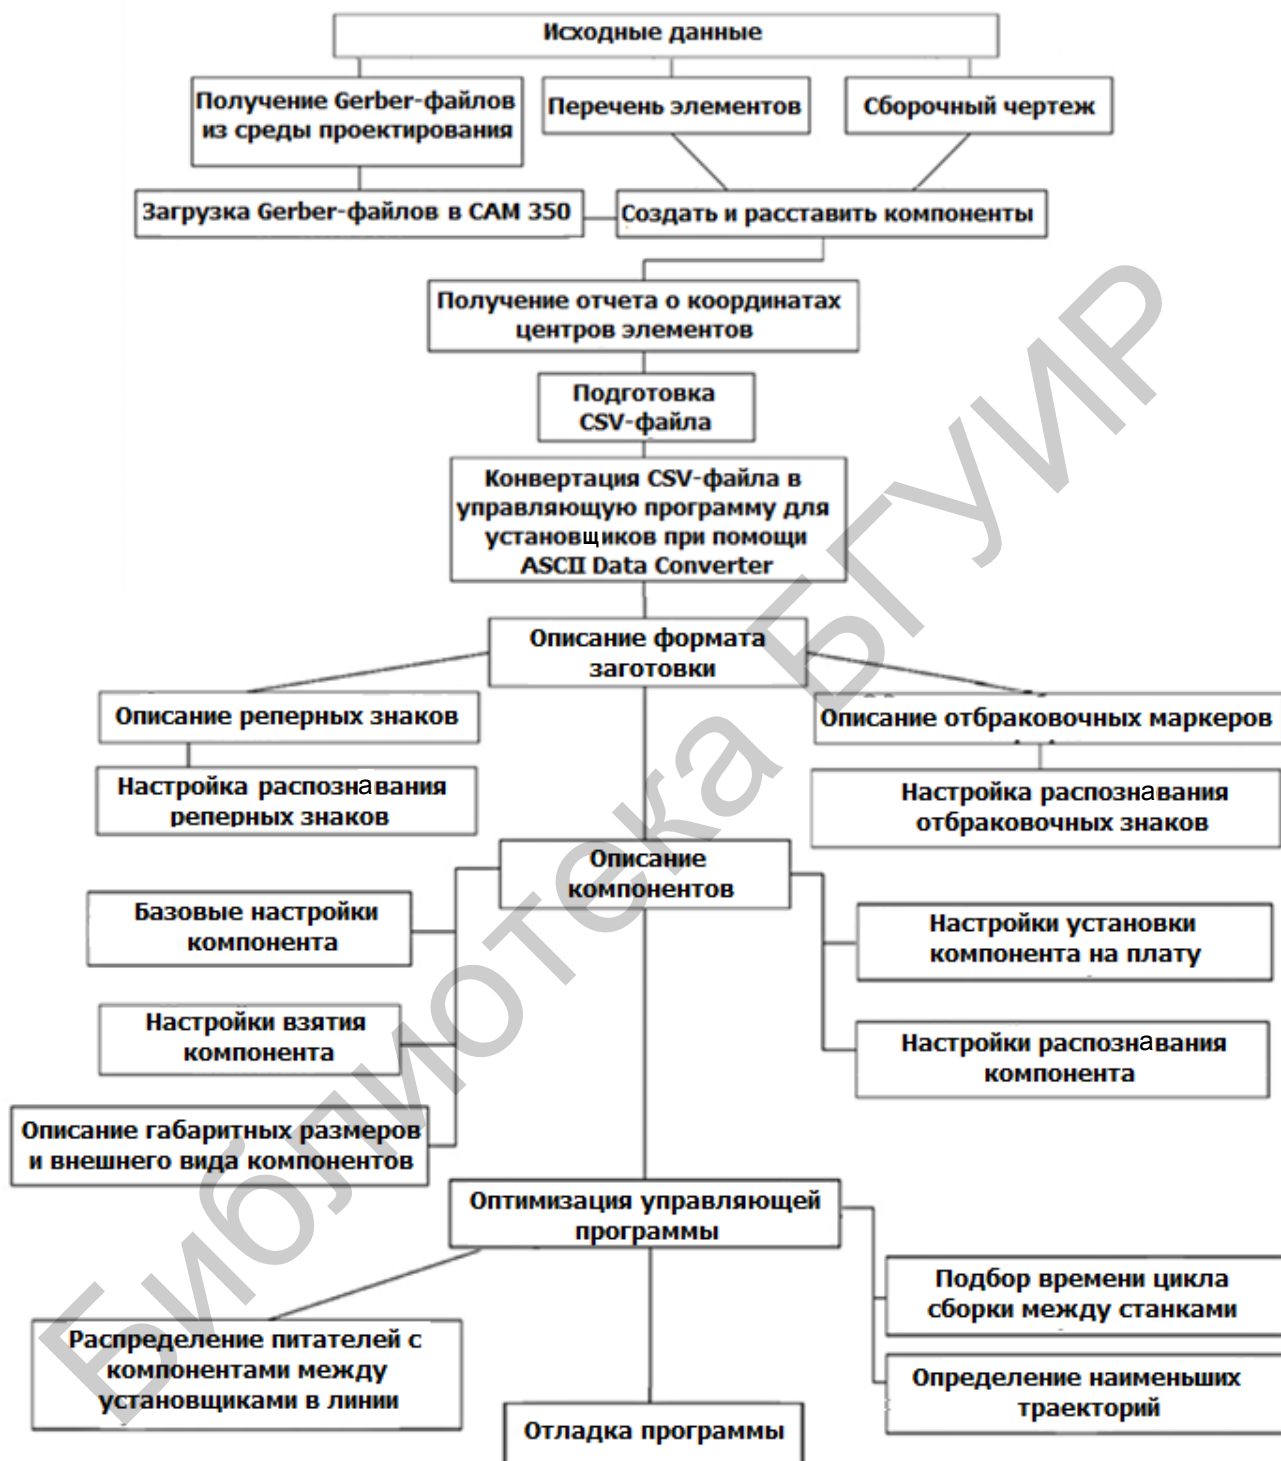 Исходные данные
Получение Gerber-файлов
из среды проектирования
Перечень элементов
Сборочный чертеж
Загрузка Gerber-файлов в CAM 350
Создать и расставить компоненты
Получение отчета о координатах
центров элементов
Подготовка
CSV-файла
Конвертация CSV-файла в
управляющую программу для
установщиков при помощи
ASCII Data Converter
Описание формата
заготовки
Описание реперных знаков
Описание отбраковочных маркеров
Настройка распознавания
реперных знаков
Настройка распознавания
отбраковочных знаков
Описание
компонентов
Базовые настройки
компонента
Настройки установки
компонента на плату
Настройки взятия
компонента
Настройки распознавания
компонента
Описание габаритных размеров
и внешнего вида компонентов
Оптимизация управляющей
программы
Подбор времени цикла
сборки между станками
Распределение питателей с
компонентами между
установщиками в линии
Определение наименьших
траекторий
Отладка программы
Библиотека БГУИР